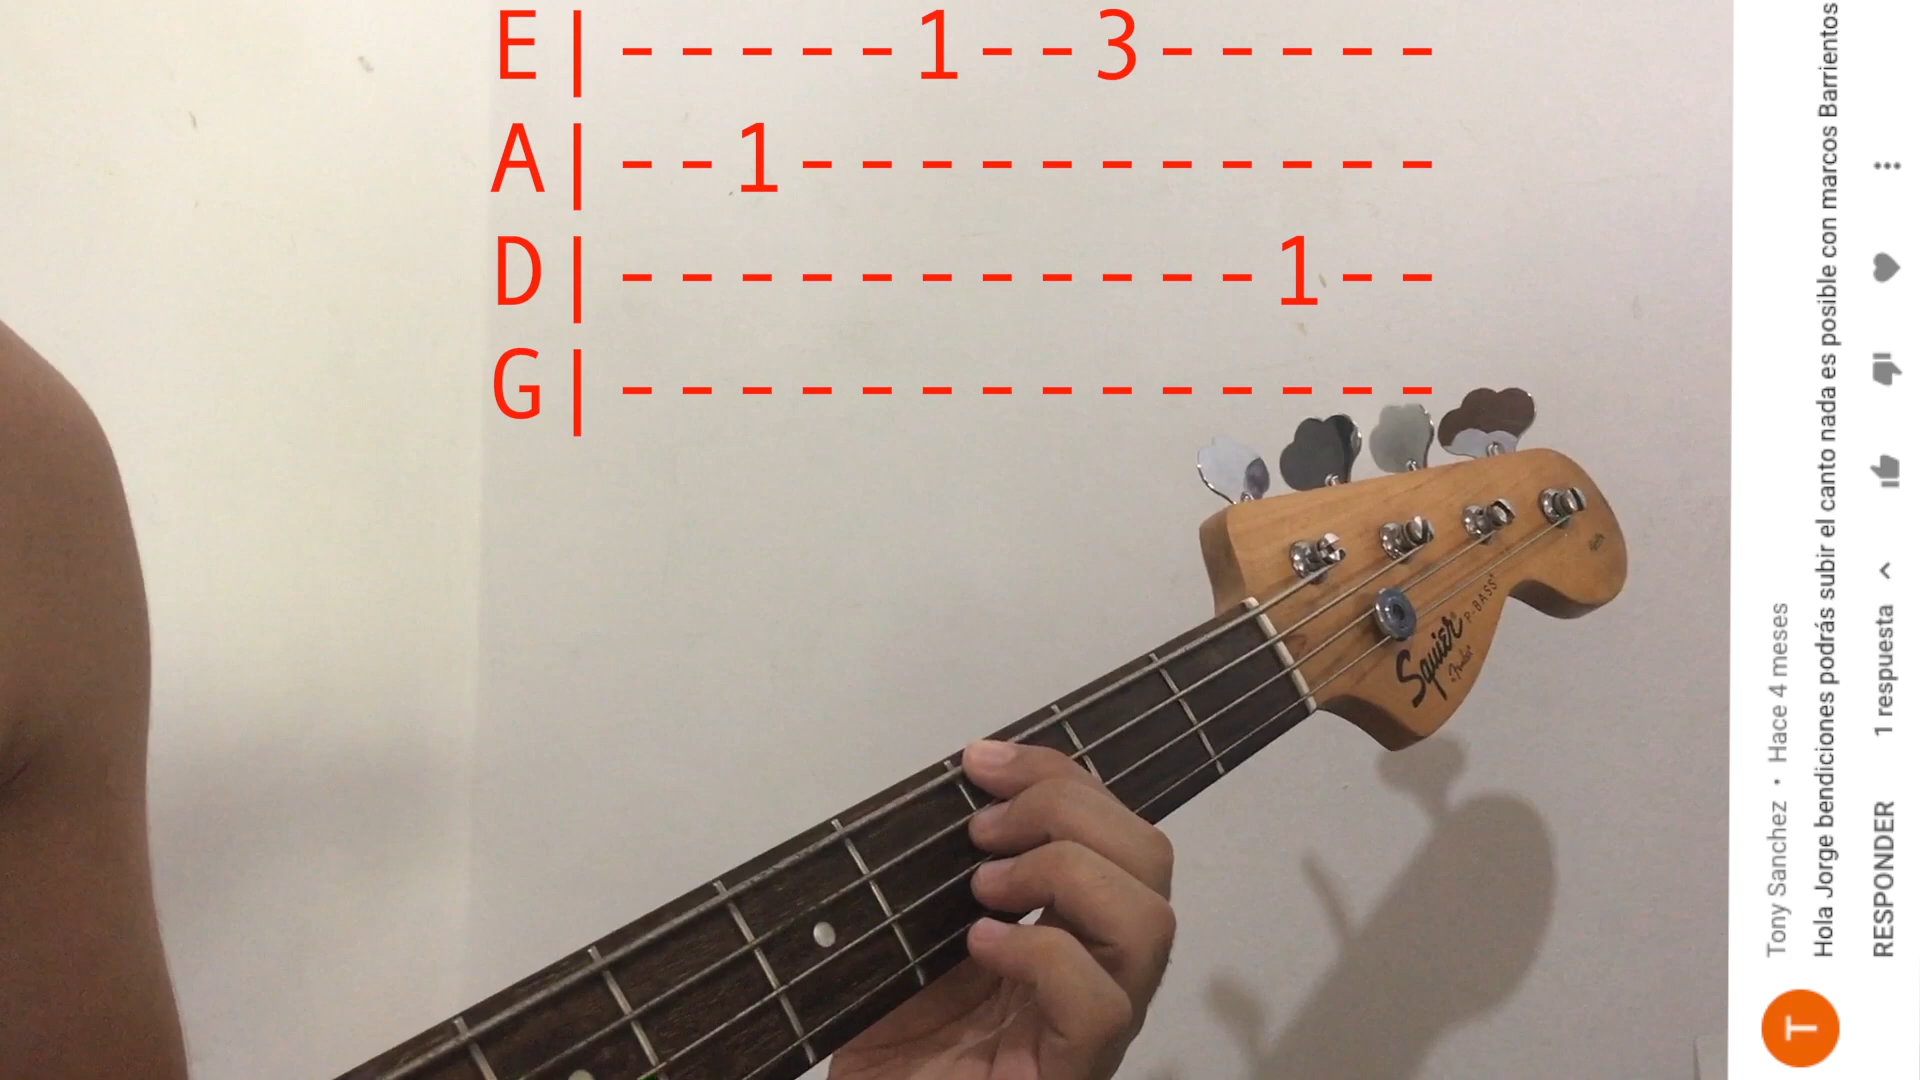 E|-----1--3-----
A|--1-----------
D|-----------1--
G|--------------
Squier®
P-BASS®
Fender
Tony Sanchez · Hace 4 meses
Hola Jorge bendiciones podrás subir el canto nada es posible con marcos Barrientos
RESPONDER 1 respuesta
T